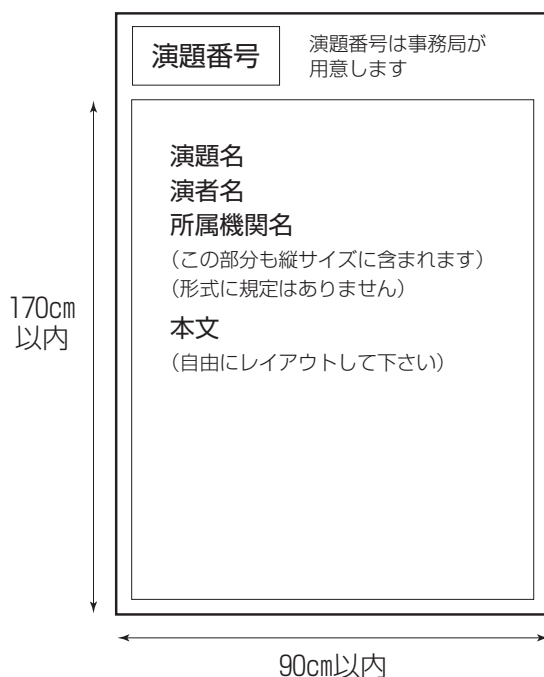 演題番号
演題番号は事務局が
用意します
演題名
演者名
所属機関名
（この部分も縦サイズに含まれます）
（形式に規定はありません）
本文
（自由にレイアウトして下さい）
170㎝
以内
90㎝以内